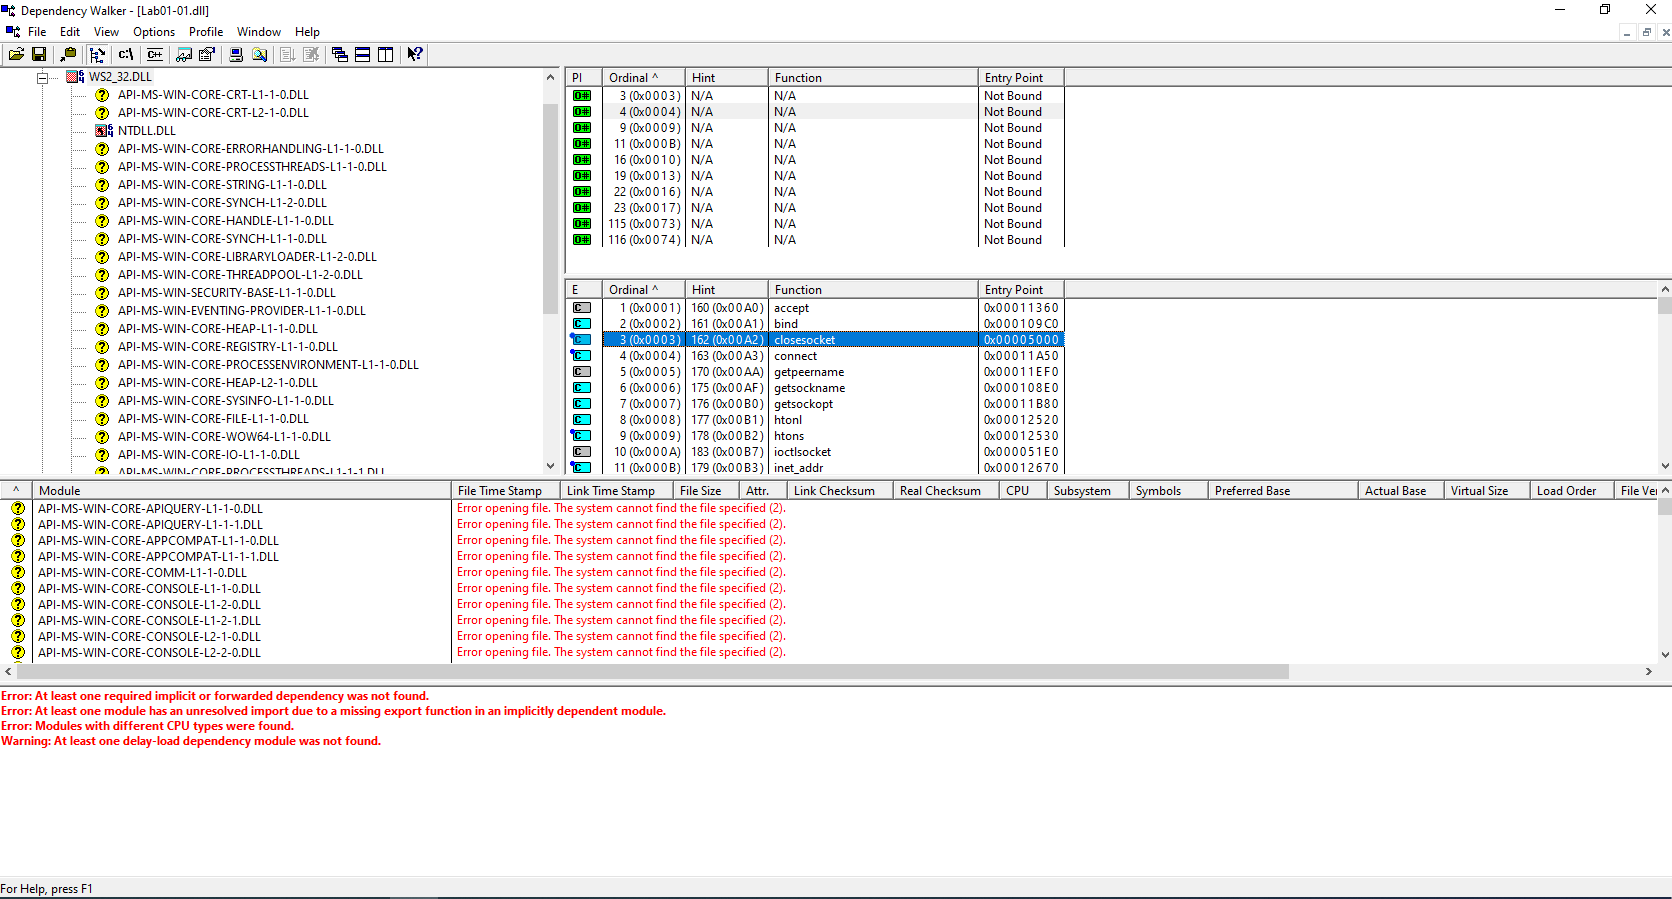 Dependency Walker - [Lab01-01.dll]
File Edit View Options Profile Window Help
c:\ C++
WS2_32.DLL
API-MS-WIN-CORE-CRT-L1-1-0.DLL
API-MS-WIN-CORE-CRT-L2-1-0.DLL
NTDLL.DLL
API-MS-WIN-CORE-ERRORHANDLING-L1-1-0.DLL
API-MS-WIN-CORE-PROCESSTHREADS-L1-1-0.DLL
API-MS-WIN-CORE-STRING-L1-1-0.DLL
API-MS-WIN-CORE-SYNCH-L1-2-0.DLL
API-MS-WIN-CORE-HANDLE-L1-1-0.DLL
API-MS-WIN-CORE-SYNCH-L1-1-0.DLL
API-MS-WIN-CORE-LIBRARYLOADER-L1-2-0.DLL
API-MS-WIN-CORE-THREADPOOL-L1-2-0.DLL
API-MS-WIN-SECURITY-BASE-L1-1-0.DLL
API-MS-WIN-EVENTING-PROVIDER-L1-1-0.DLL
API-MS-WIN-CORE-HEAP-L1-1-0.DLL
API-MS-WIN-CORE-REGISTRY-L1-1-0.DLL
API-MS-WIN-CORE-PROCESSENVIRONMENT-L1-1-0.DLL
API-MS-WIN-CORE-HEAP-L2-1-0.DLL
API-MS-WIN-CORE-SYSINFO-L1-1-0.DLL
API-MS-WIN-CORE-FILE-L1-1-0.DLL
API-MS-WIN-CORE-WOW64-L1-1-0.DLL
API-MS-WIN-CORE-IO-L1-1-0.DLL
API-MS-WIN-CORE-PROCESSTHREADS-L1-1-1.DLL
PI Ordinal ^ Hint Function Entry Point
O# 3 (0x0003) N/A N/A Not Bound
O# 4 (0x0004) N/A N/A Not Bound
O# 9 (0x0009) N/A N/A Not Bound
O# 11 (0x000B) N/A N/A Not Bound
O# 16 (0x0010) N/A N/A Not Bound
O# 19 (0x0013) N/A N/A Not Bound
O# 22 (0x0016) N/A N/A Not Bound
O# 23 (0x0017) N/A N/A Not Bound
O# 115 (0x0073) N/A N/A Not Bound
O# 116 (0x0074) N/A N/A Not Bound
E Ordinal ^ Hint Function Entry Point
C 1 (0x0001) 160 (0x00A0) accept 0x00011360
C 2 (0x0002) 161 (0x00A1) bind 0x000109C0
C 3 (0x0003) 162 (0x00A2) closesocket 0x00005000
C 4 (0x0004) 163 (0x00A3) connect 0x00011A50
C 5 (0x0005) 170 (0x00AA) getpeername 0x00011EF0
C 6 (0x0006) 175 (0x00AF) getsockname 0x000108E0
C 7 (0x0007) 176 (0x00B0) getsockopt 0x00011B80
C 8 (0x0008) 177 (0x00B1) htonl 0x00012520
C 9 (0x0009) 178 (0x00B2) htons 0x00012530
C 10 (0x000A) 183 (0x00B7) ioctlsocket 0x000051E0
C 11 (0x000B) 179 (0x00B3) inet_addr 0x00012670
^ Module File Time Stamp Link Time Stamp File Size Attr. Link Checksum Real Checksum CPU Subsystem Symbols Preferred Base Actual Base Virtual Size Load Order File Ver
API-MS-WIN-CORE-APIQUERY-L1-1-0.DLL Error opening file. The system cannot find the file specified (2).
API-MS-WIN-CORE-APIQUERY-L1-1-1.DLL Error opening file. The system cannot find the file specified (2).
API-MS-WIN-CORE-APPCOMPAT-L1-1-0.DLL Error opening file. The system cannot find the file specified (2).
API-MS-WIN-CORE-APPCOMPAT-L1-1-1.DLL Error opening file. The system cannot find the file specified (2).
API-MS-WIN-CORE-COMM-L1-1-0.DLL Error opening file. The system cannot find the file specified (2).
API-MS-WIN-CORE-CONSOLE-L1-1-0.DLL Error opening file. The system cannot find the file specified (2).
API-MS-WIN-CORE-CONSOLE-L1-2-0.DLL Error opening file. The system cannot find the file specified (2).
API-MS-WIN-CORE-CONSOLE-L1-2-1.DLL Error opening file. The system cannot find the file specified (2).
API-MS-WIN-CORE-CONSOLE-L2-1-0.DLL Error opening file. The system cannot find the file specified (2).
API-MS-WIN-CORE-CONSOLE-L2-2-0.DLL Error opening file. The system cannot find the file specified (2).
Error: At least one required implicit or forwarded dependency was not found.
Error: At least one module has an unresolved import due to a missing export function in an implicitly dependent module.
Error: Modules with different CPU types were found.
Warning: At least one delay-load dependency module was not found.
For Help, press F1